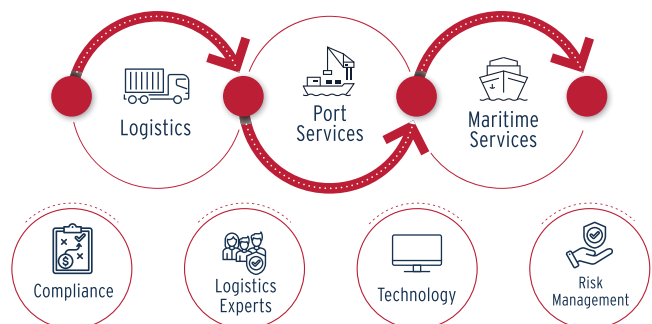 Logistics
Port
Services
Maritime
Services
Compliance
Logistics
Experts
Technology
Risk
Management